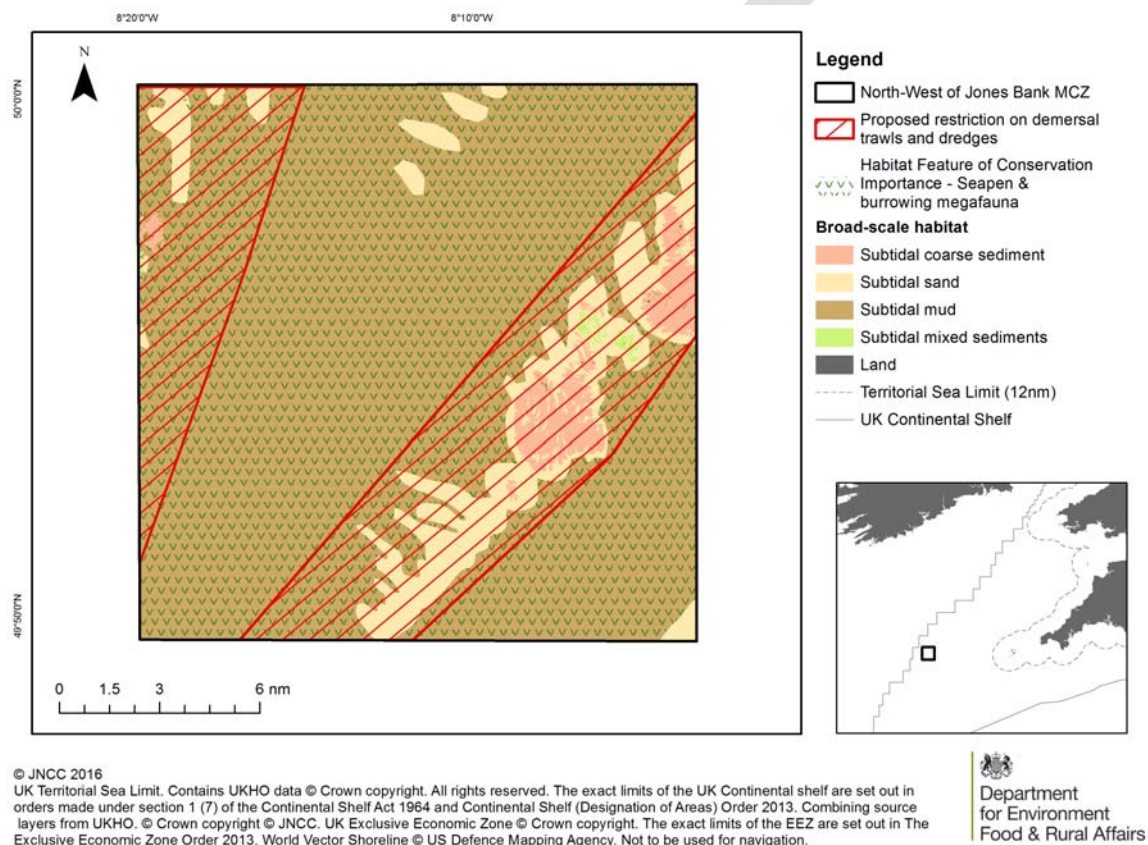 8°20'0"W
8°10'0"W
N
50°0'0"N
49°50'0"N
0 1.5 3 6 nm
Legend
North-West of Jones Bank MCZ
Proposed restriction on demersal
trawls and dredges
Habitat Feature of Conservation
Importance - Seapen &
burrowing megafauna
Broad-scale habitat
Subtidal coarse sediment
Subtidal sand
Subtidal mud
Subtidal mixed sediments
Land
Territorial Sea Limit (12nm)
UK Continental Shelf
© JNCC 2016
UK Territorial Sea Limit. Contains UKHO data © Crown copyright. All rights reserved. The exact limits of the UK Continental shelf are set out in
orders made under section 1 (7) of the Continental Shelf Act 1964 and Continental Shelf (Designation of Areas) Order 2013. Combining source
layers from UKHO. © Crown copyright © JNCC. UK Exclusive Economic Zone © Crown copyright. The exact limits of the EEZ are set out in The
Exclusive Economic Zone Order 2013. World Vector Shoreline © US Defence Mapping Agency. Not to be used for navigation.
Department
for Environment
Food & Rural Affairs